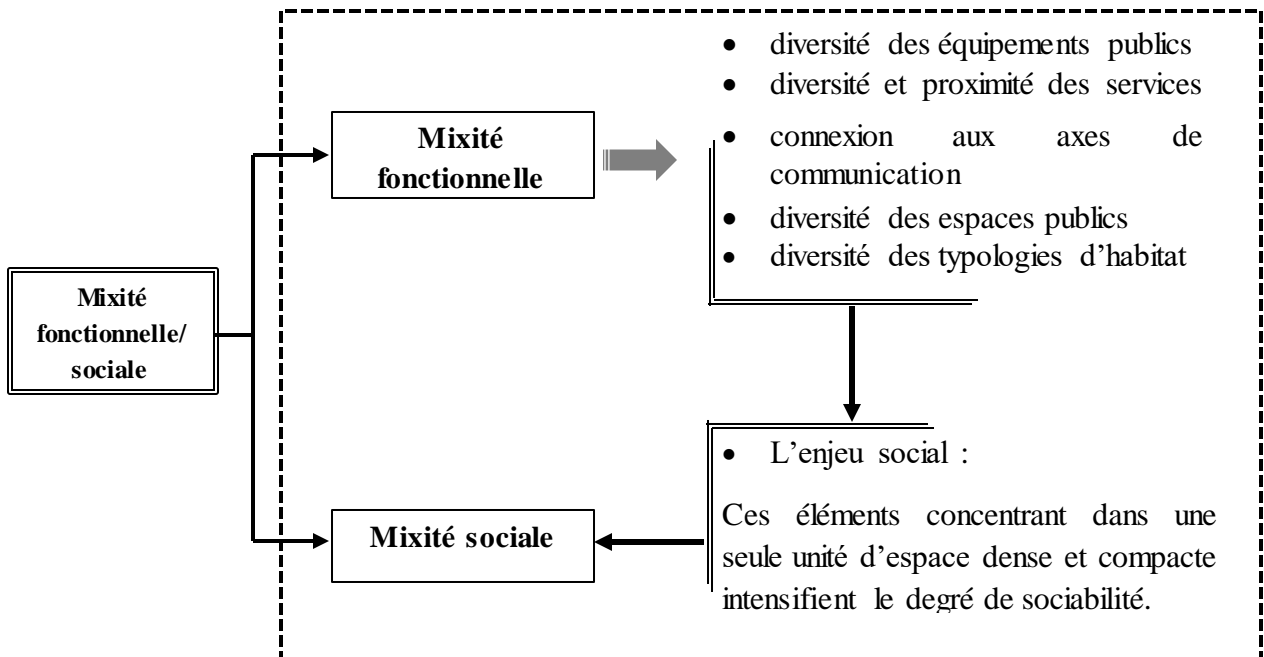 • diversité des équipements publics
• diversité et proximité des services
• connexion aux axes de
communication
• diversité des espaces publics
• diversité des typologies d’habitat
Mixité
fonctionnelle
Mixité
fonctionnelle/
sociale
• L’enjeu social :
Ces éléments concentrant dans une
seule unité d’espace dense et compacte
intensifient le degré de sociabilité.
Mixité sociale